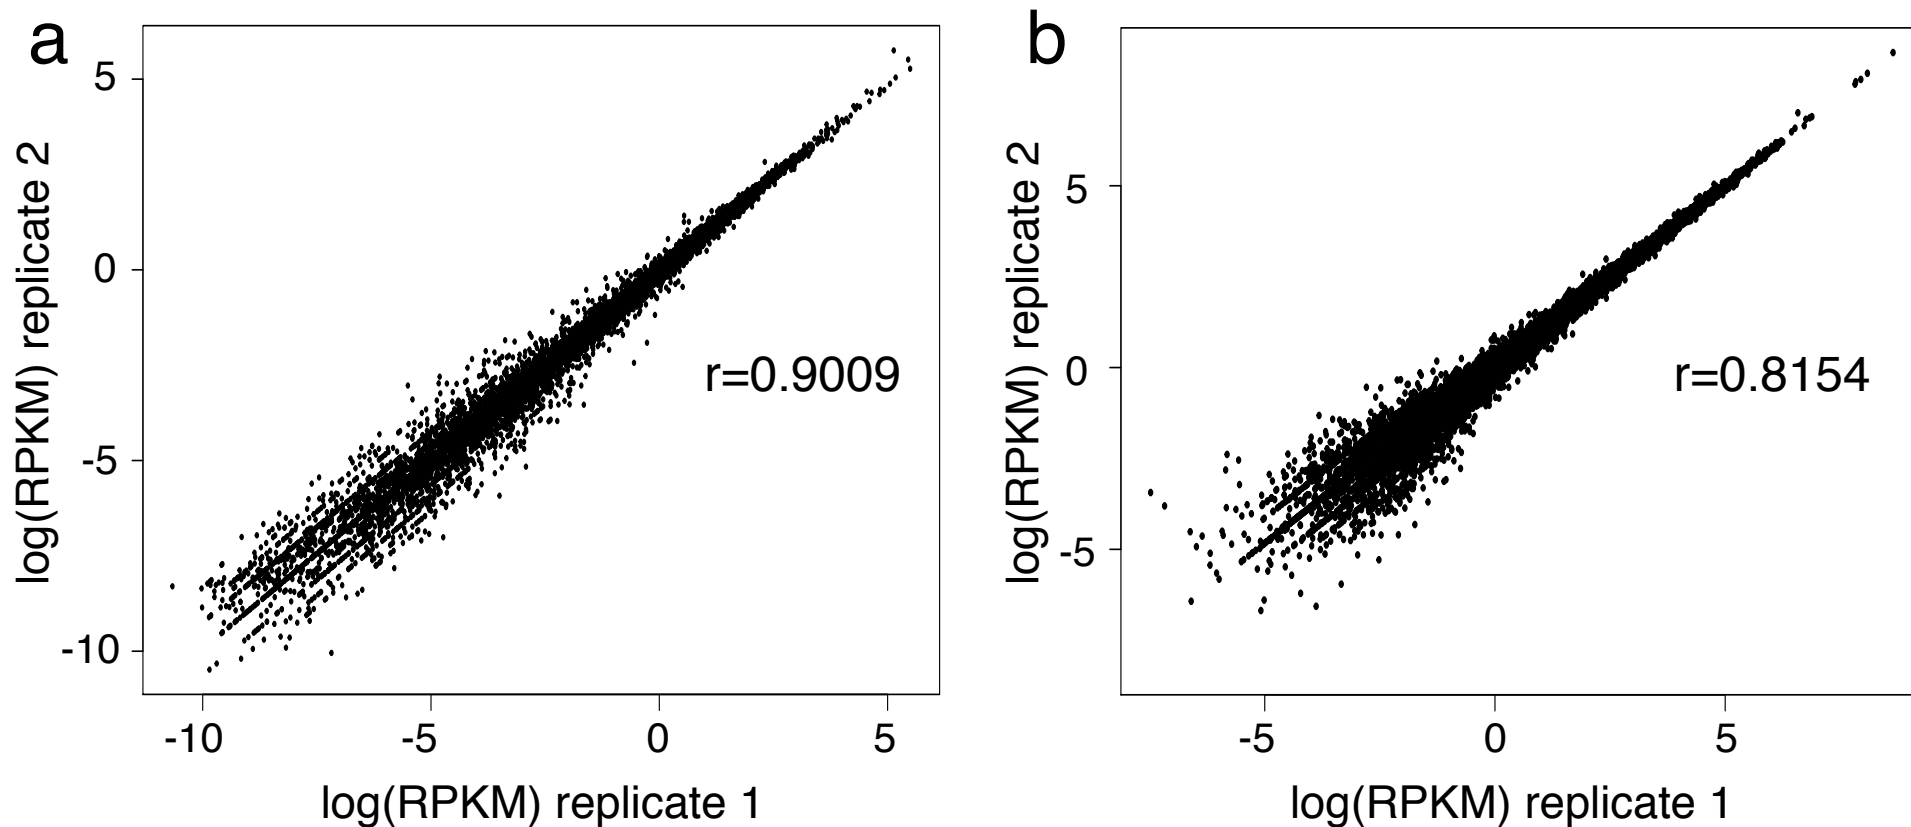 a
log(RPKM) replicate 2
5
0
-5
-10
r=0.9009
-10 -5 0 5
log(RPKM) replicate 1
b
log(RPKM) replicate 2
5
0
-5
r=0.8154
-5 0 5
log(RPKM) replicate 1